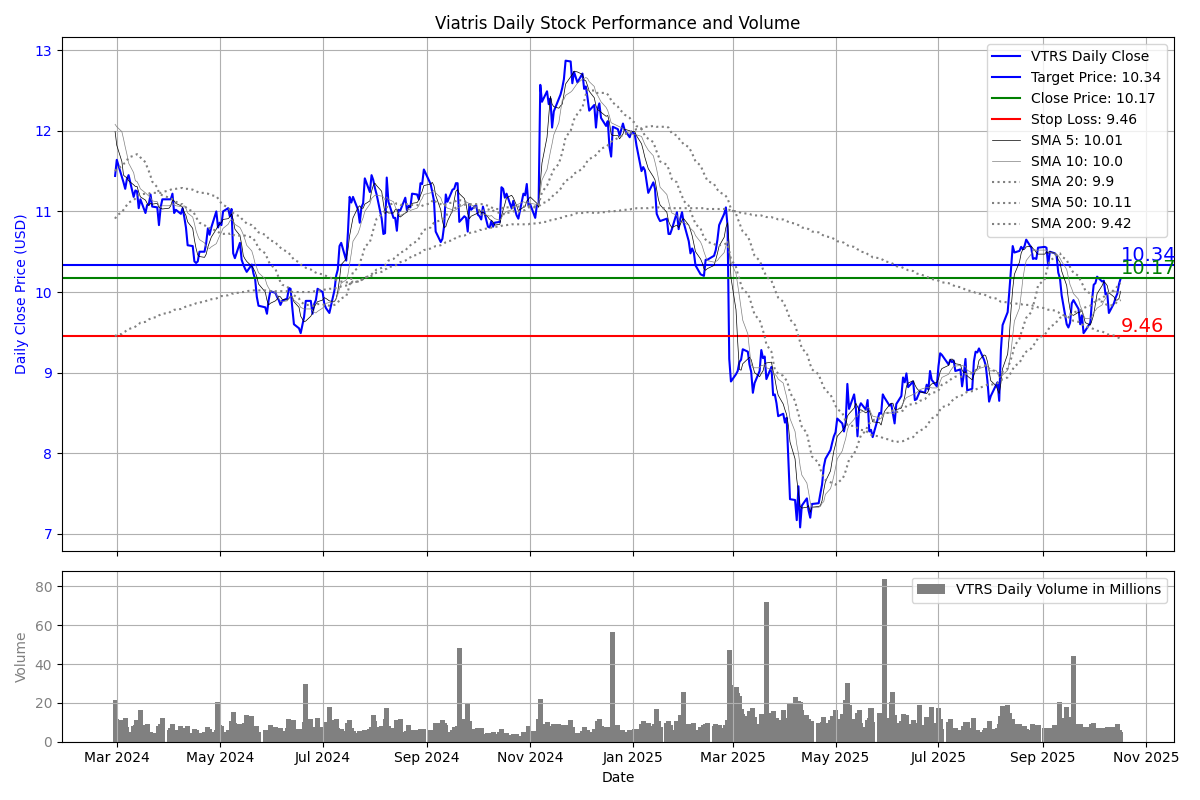 Viatris Daily Stock Performance and Volume
Daily Close Price (USD)
13
12
11
10
9
8
7
VTRS Daily Close
Target Price: 10.34
Close Price: 10.17
Stop Loss: 9.46
SMA 5: 10.01
SMA 10: 10.0
SMA 20: 9.9
SMA 50: 10.11
SMA 200: 9.42
10.34
10.17
9.46
Volume
80
60
40
20
0
VTRS Daily Volume in Millions
Mar 2024 May 2024 Jul 2024 Sep 2024 Nov 2024 Jan 2025 Mar 2025 May 2025 Jul 2025 Sep 2025 Nov 2025
Date